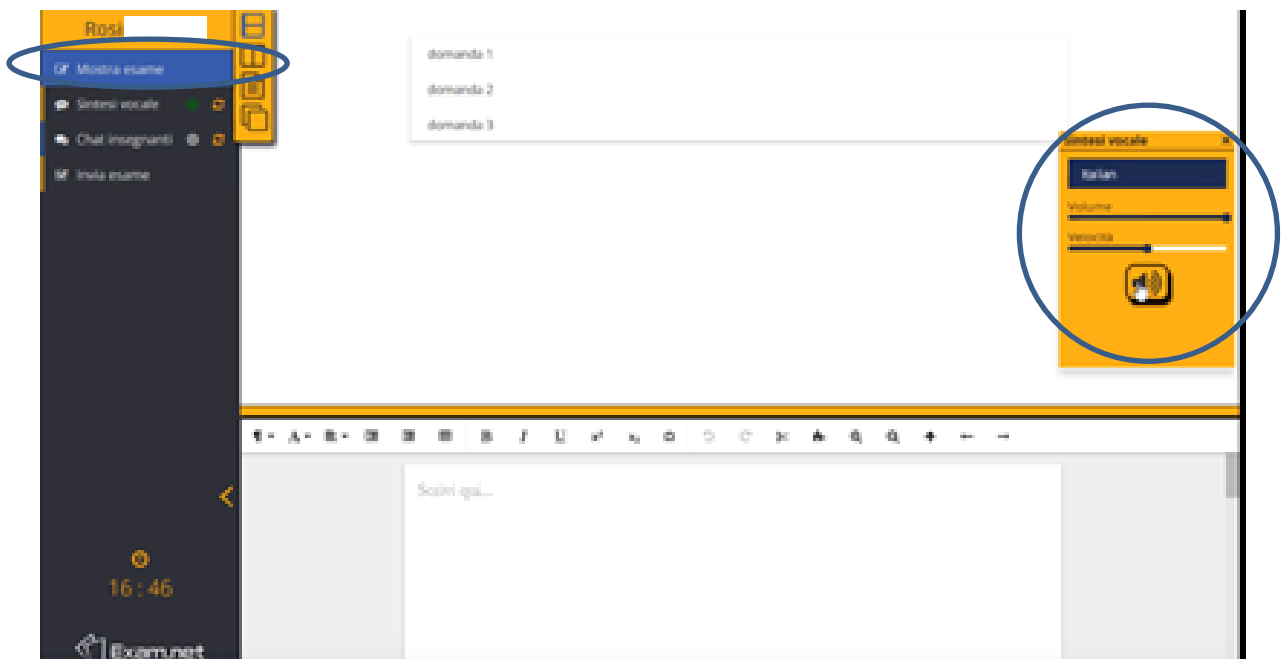 Rosi
Mostra esame
Sintesi vocale
Chat insegnanti
Invia esame
16:46
Exam.net
domanda 1
domanda 2
domanda 3
Sintesi vocale
Italian
Volume
Velocità
B I U
Scrivi qui...